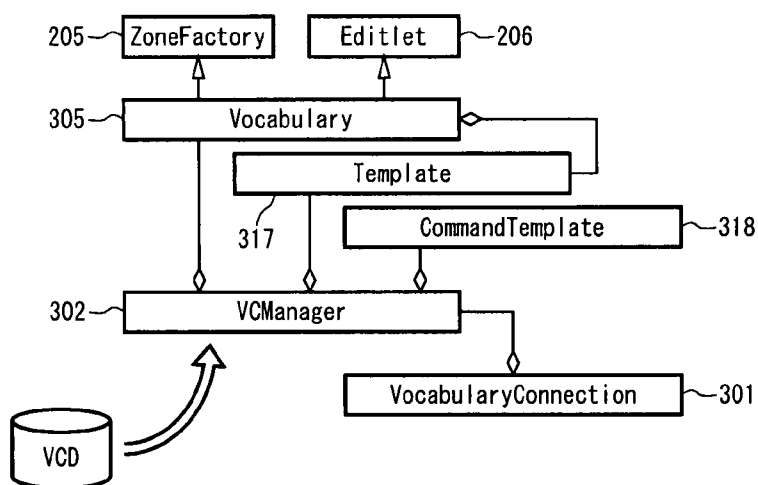 205 ZoneFactory Editlet 206
305 Vocabulary
Template
317 CommandTemplate 318
302 VCManager
VocabularyConnection 301
VCD